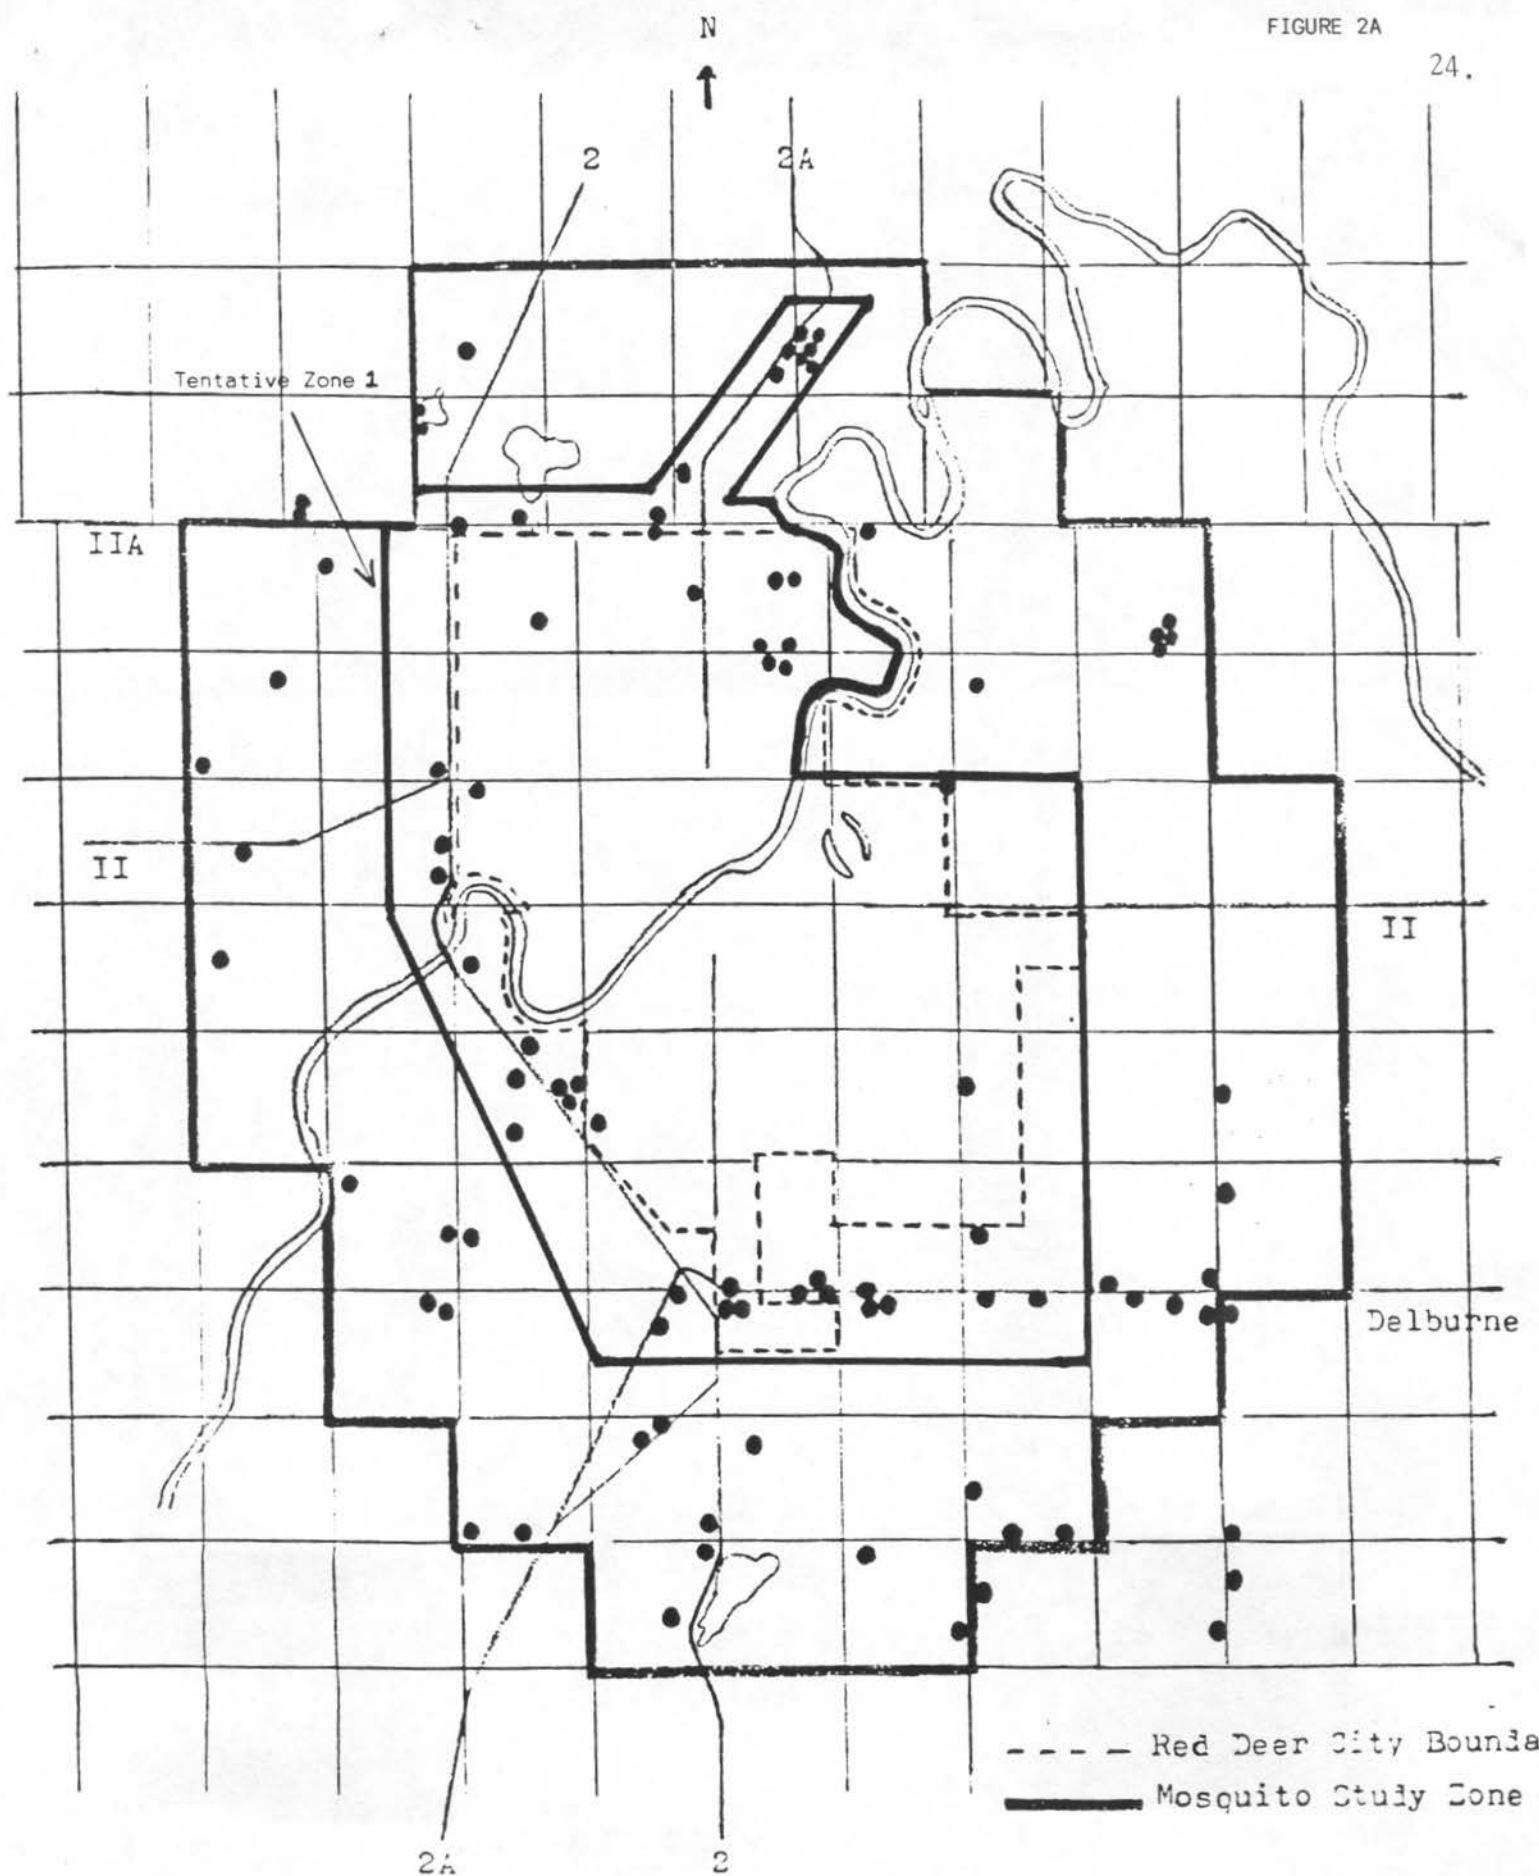 FIGURE 2A
24.
N
2
2A
Tentative Zone 1
IIA
II
II
Delburne
Red Deer City Bounda
Mosquito Study Zone
2A
2